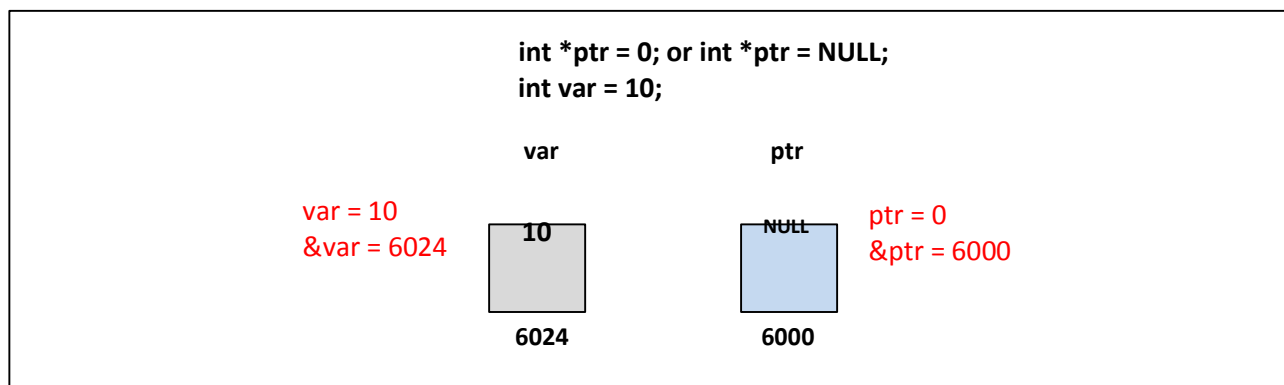 int *ptr = 0; or int *ptr = NULL;
int var = 10;
var
ptr
var = 10
&var = 6024
10
NULL
ptr = 0
&ptr = 6000
6024
6000